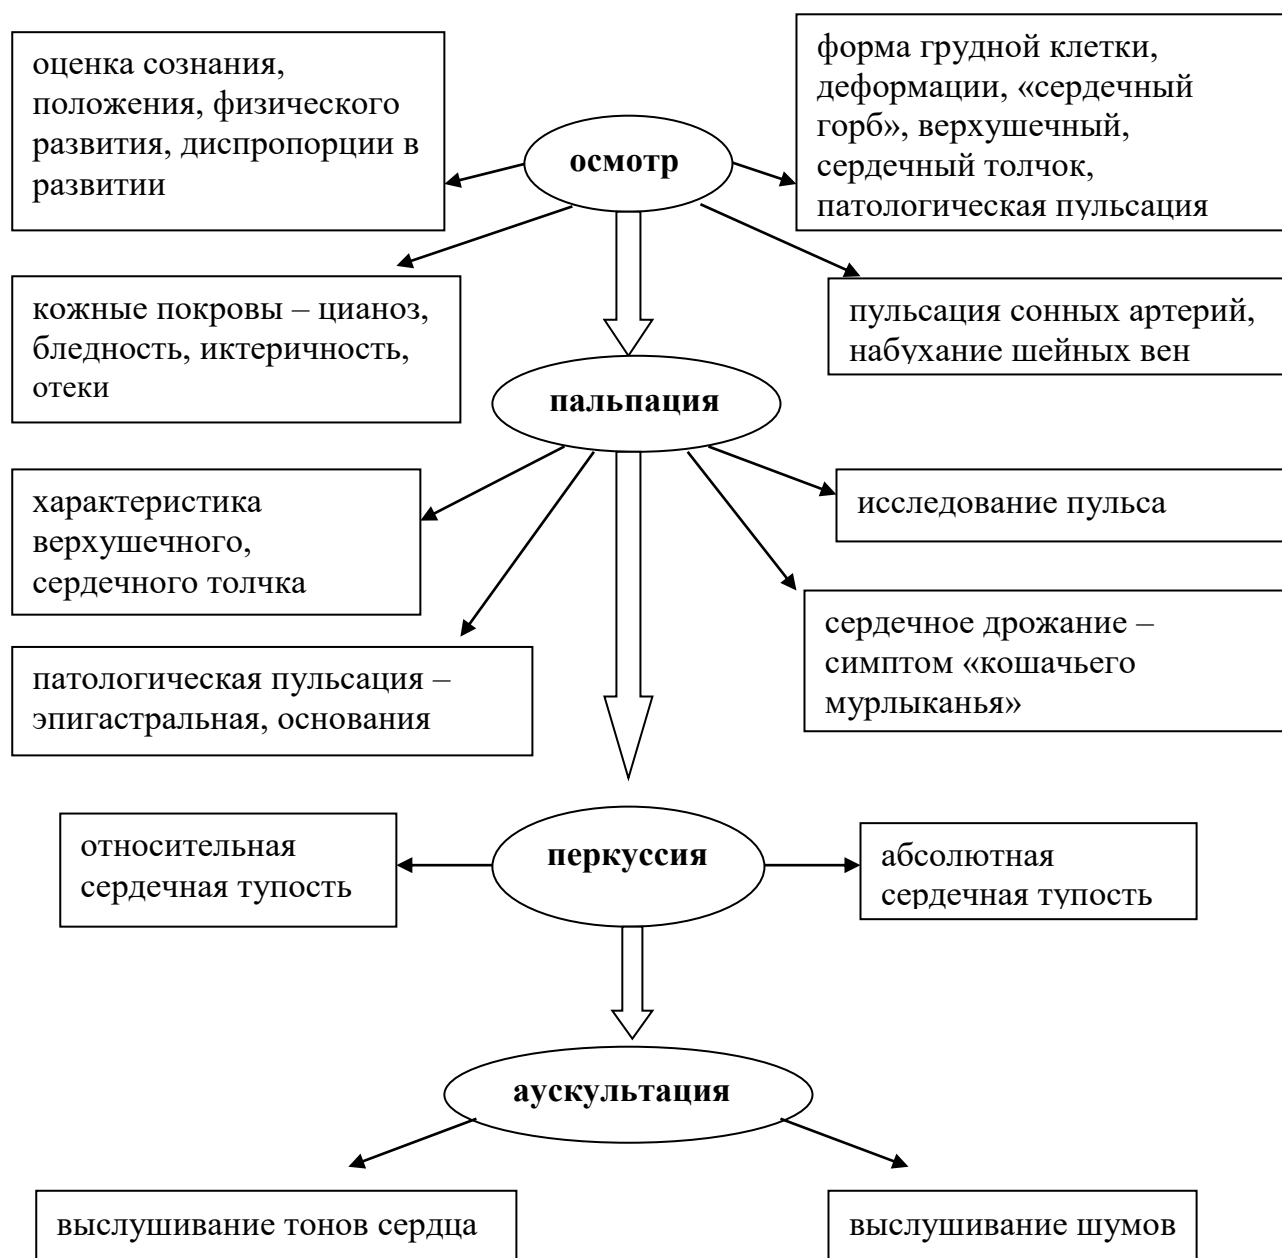 оценка сознания,
положения, физического
развития, диспропорции в
развитии
осмотр
форма грудной клетки,
деформации, «сердечный
горб», верхушечный,
сердечный толчок,
патологическая пульсация
кожные покровы – цианоз,
бледность, иктеричность,
отеки
пульсация сонных артерий,
набухание шейных вен
пальпация
характеристика
верхушечного,
сердечного толчка
исследование пульса
патологическая пульсация –
эпигастральная, основания
сердечное дрожание –
симптом «кошачьего
мурлыканья»
относительная
сердечная тупость
перкуссия
абсолютная
сердечная тупость
аускультация
выслушивание тонов сердца
выслушивание шумов